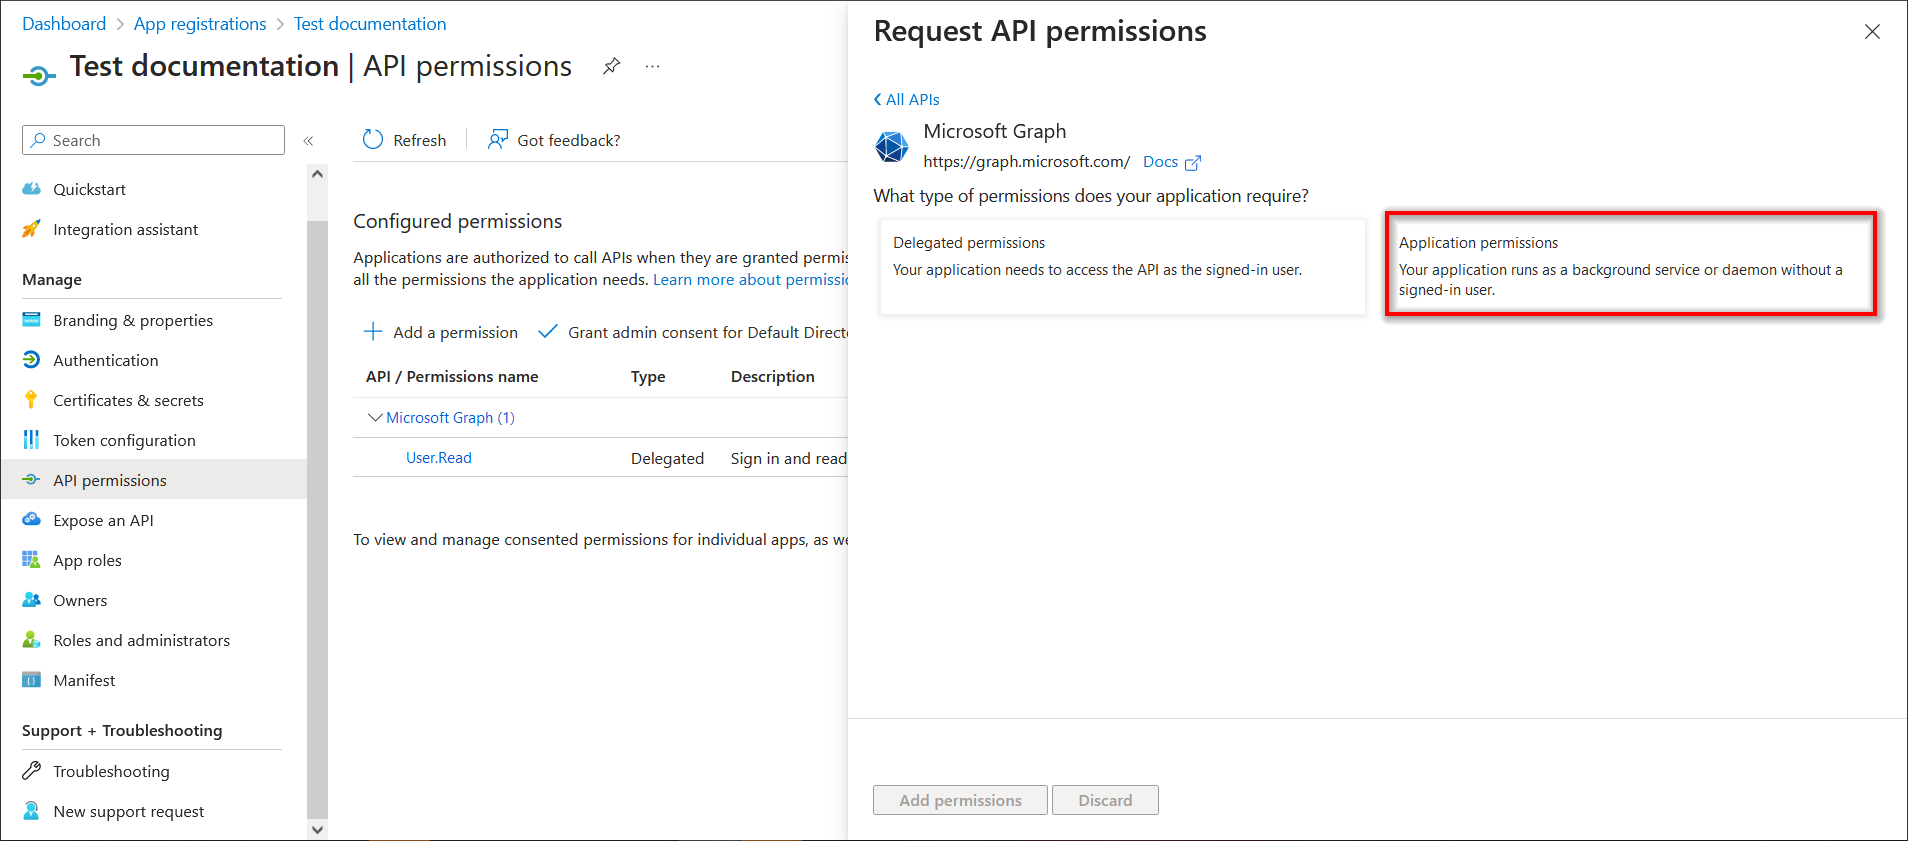 Dashboard > App registrations > Test documentation
Test documentation | API permissions
Search
Quickstart
Integration assistant
Manage
Branding & properties
Authentication
Certificates & secrets
Token configuration
API permissions
Expose an API
App roles
Owners
Roles and administrators
Manifest
Support + Troubleshooting
Troubleshooting
New support request
Refresh
Got feedback?
Configured permissions
Applications are authorized to call APIs when they are granted permis
all the permissions the application needs. Learn more about permissio
Add a permission
Grant admin consent for Default Direct
API / Permissions name Type Description
Microsoft Graph (1)
User.Read Delegated Sign in and read
To view and manage consented permissions for individual apps, as we
Request API permissions
All APIs
Microsoft Graph
https://graph.microsoft.com/ Docs
What type of permissions does your application require?
Delegated permissions
Your application needs to access the API as the signed-in user.
Application permissions
Your application runs as a background service or daemon without a
signed-in user.
Add permissions
Discard